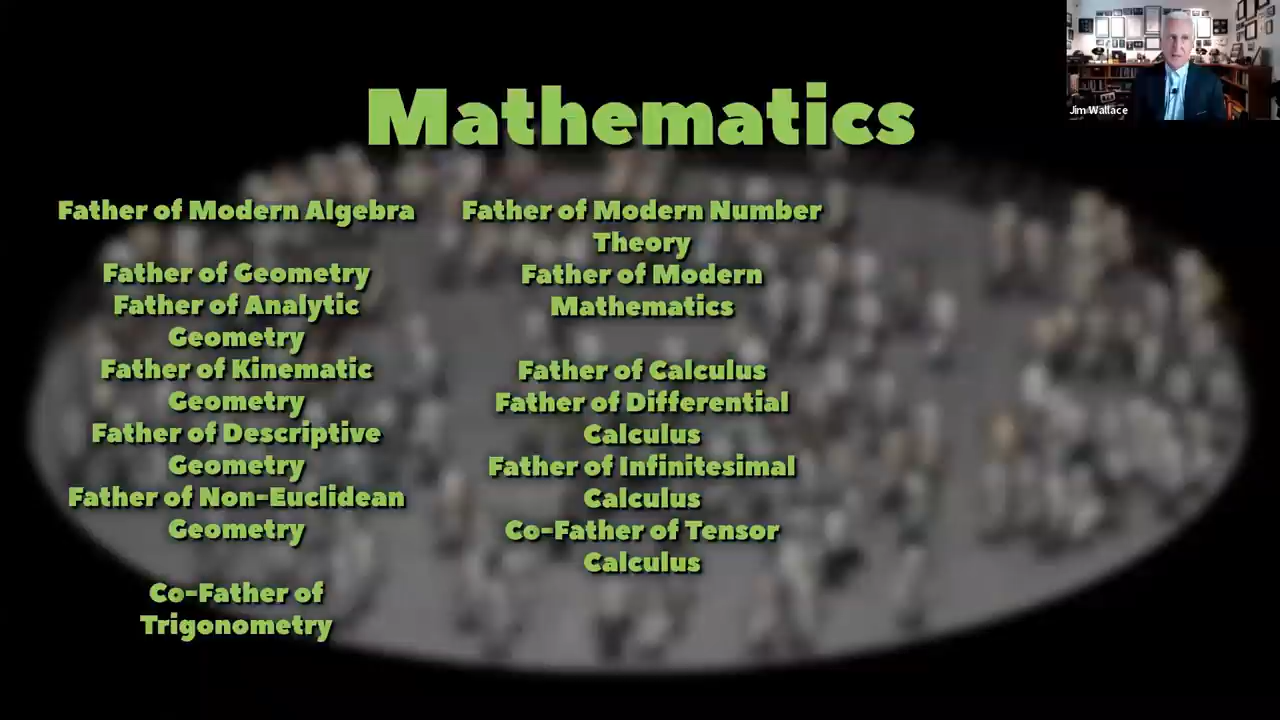 Jim Wallace
Mathematics
Father of Modern Algebra
Father of Geometry
Father of Analytic
Geometry
Father of Kinematic
Geometry
Father of Descriptive
Geometry
Father of Non-Euclidean
Geometry
Co-Father of
Trigonometry
Father of Modern Number
Theory
Father of Modern
Mathematics
Father of Calculus
Father of Differential
Calculus
Father of Infinitesimal
Calculus
Co-Father of Tensor
Calculus